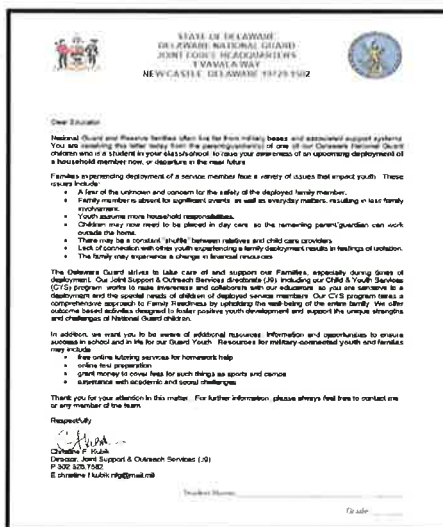 STATE OF DELAWARE
DELAWARE NATIONAL GUARD
JOINT FORCE HEADQUARTERS
1 VAVALA WAY
NEW CASTLE, DELAWARE 19720-1502
Dear Educator
National Guard and Reserve families often live far from military bases and associated support systems.
You are receiving this letter today from the parent/guardian(s) of one of our Delaware National Guard
children who is a student in your class/school to raise your awareness of an upcoming deployment of
a household member now, or departure in the near future
Families experiencing deployment of a service member face a variety of issues that impact youth. These
issues include:
• A fear of the unknown and concern for the safety of the deployed family member.
• Family member is absent for significant events as well as everyday matters, resulting in less family
involvement.
• Youth assume more household responsibilities.
• Children may now need to be placed in day care so the remaining parent/guardian can work
outside the home.
• There may be a constant "shuffle" between relatives and child care providers
• Lack of connection with other youth experiencing a family deployment results in feelings of isolation.
• The family may experience a change in financial resources
The Delaware Guard strives to take care of and support our Families, especially during times of
deployment. Our Joint Support & Outreach Services directorate (J9) including our Child & Youth Services
(CYS) program works to raise awareness and collaborate with our educators so you are sensitive to a
deployment and the special needs of children of deployed service members. Our CYS program takes a
comprehensive approach to Family Readiness by upholding the well-being of the entire family. We offer
outcome based activities designed to foster positive youth development and support the unique strengths
and challenges of National Guard children.
In addition, we want you to be aware of additional resources, information and opportunities to ensure
success in school and in life for our Guard Youth. Resources for military-connected youth and families
may include
• free online tutoring services for homework help
• online test preparation
• grant money to cover fees for such things as sports and camps
• assistance with academic and social challenges
Thank you for your attention in this matter. For further information, please always feel free to contact me
or any member of the team.
Respectfully
Christine F. Kubik
Director, Joint Support & Outreach Services (J9)
P 302.326.7582
E christine.f.kubik.nfg@mail.mil
Student Name
Grade